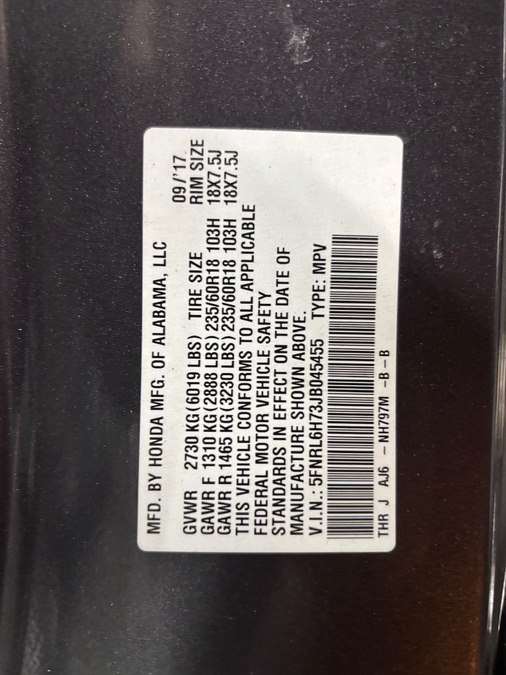 MFD. BY HONDA MFG. OF ALABAMA, LLC 09/'17
GVWR 2730 KG(6019 LBS) TIRE SIZE RIM SIZE
GAWR F 1310 KG(2888 LBS) 235/60R18 103H 18X7.5J
GAWR R 1465 KG(3230 LBS) 235/60R18 103H 18X7.5J
THIS VEHICLE CONFORMS TO ALL APPLICABLE
FEDERAL MOTOR VEHICLE SAFETY
STANDARDS IN EFFECT ON THE DATE OF
MANUFACTURE SHOWN ABOVE.
V.I.N.: 5FNRL6H73JB045455 TYPE: MPV
THR J AJ6 - NH797M -B -B